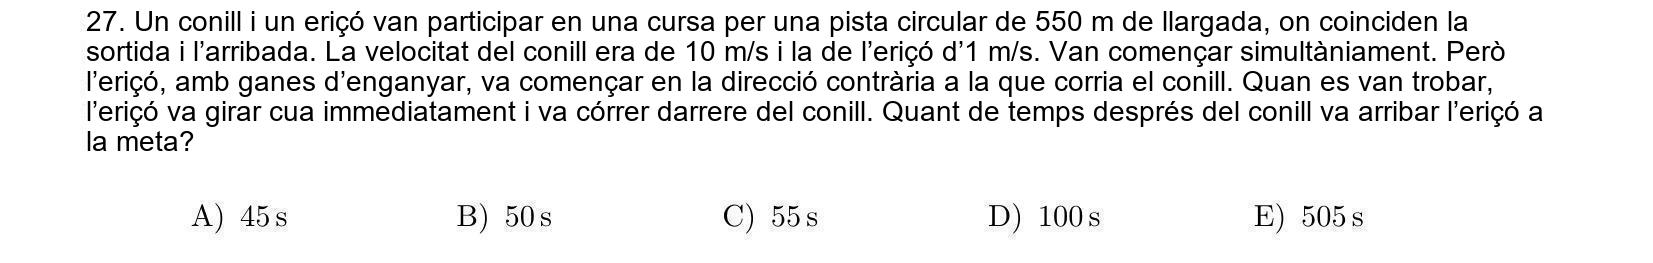 27. Un conill i un eriçó van participar en una cursa per una pista circular de 550 m de llargada, on coinciden la
sortida i l’arribada. La velocitat del conill era de 10 m/s i la de l’eriçó d’1 m/s. Van començar simultàniament. Però
l’eriçó, amb ganes d’enganyar, va començar en la direcció contrària a la que corria el conill. Quan es van trobar,
l’eriçó va girar cua immediatament i va córrer darrere del conill. Quant de temps després del conill va arribar l’eriçó a
la meta?
A) 45 s B) 50 s C) 55 s D) 100 s E) 505 s